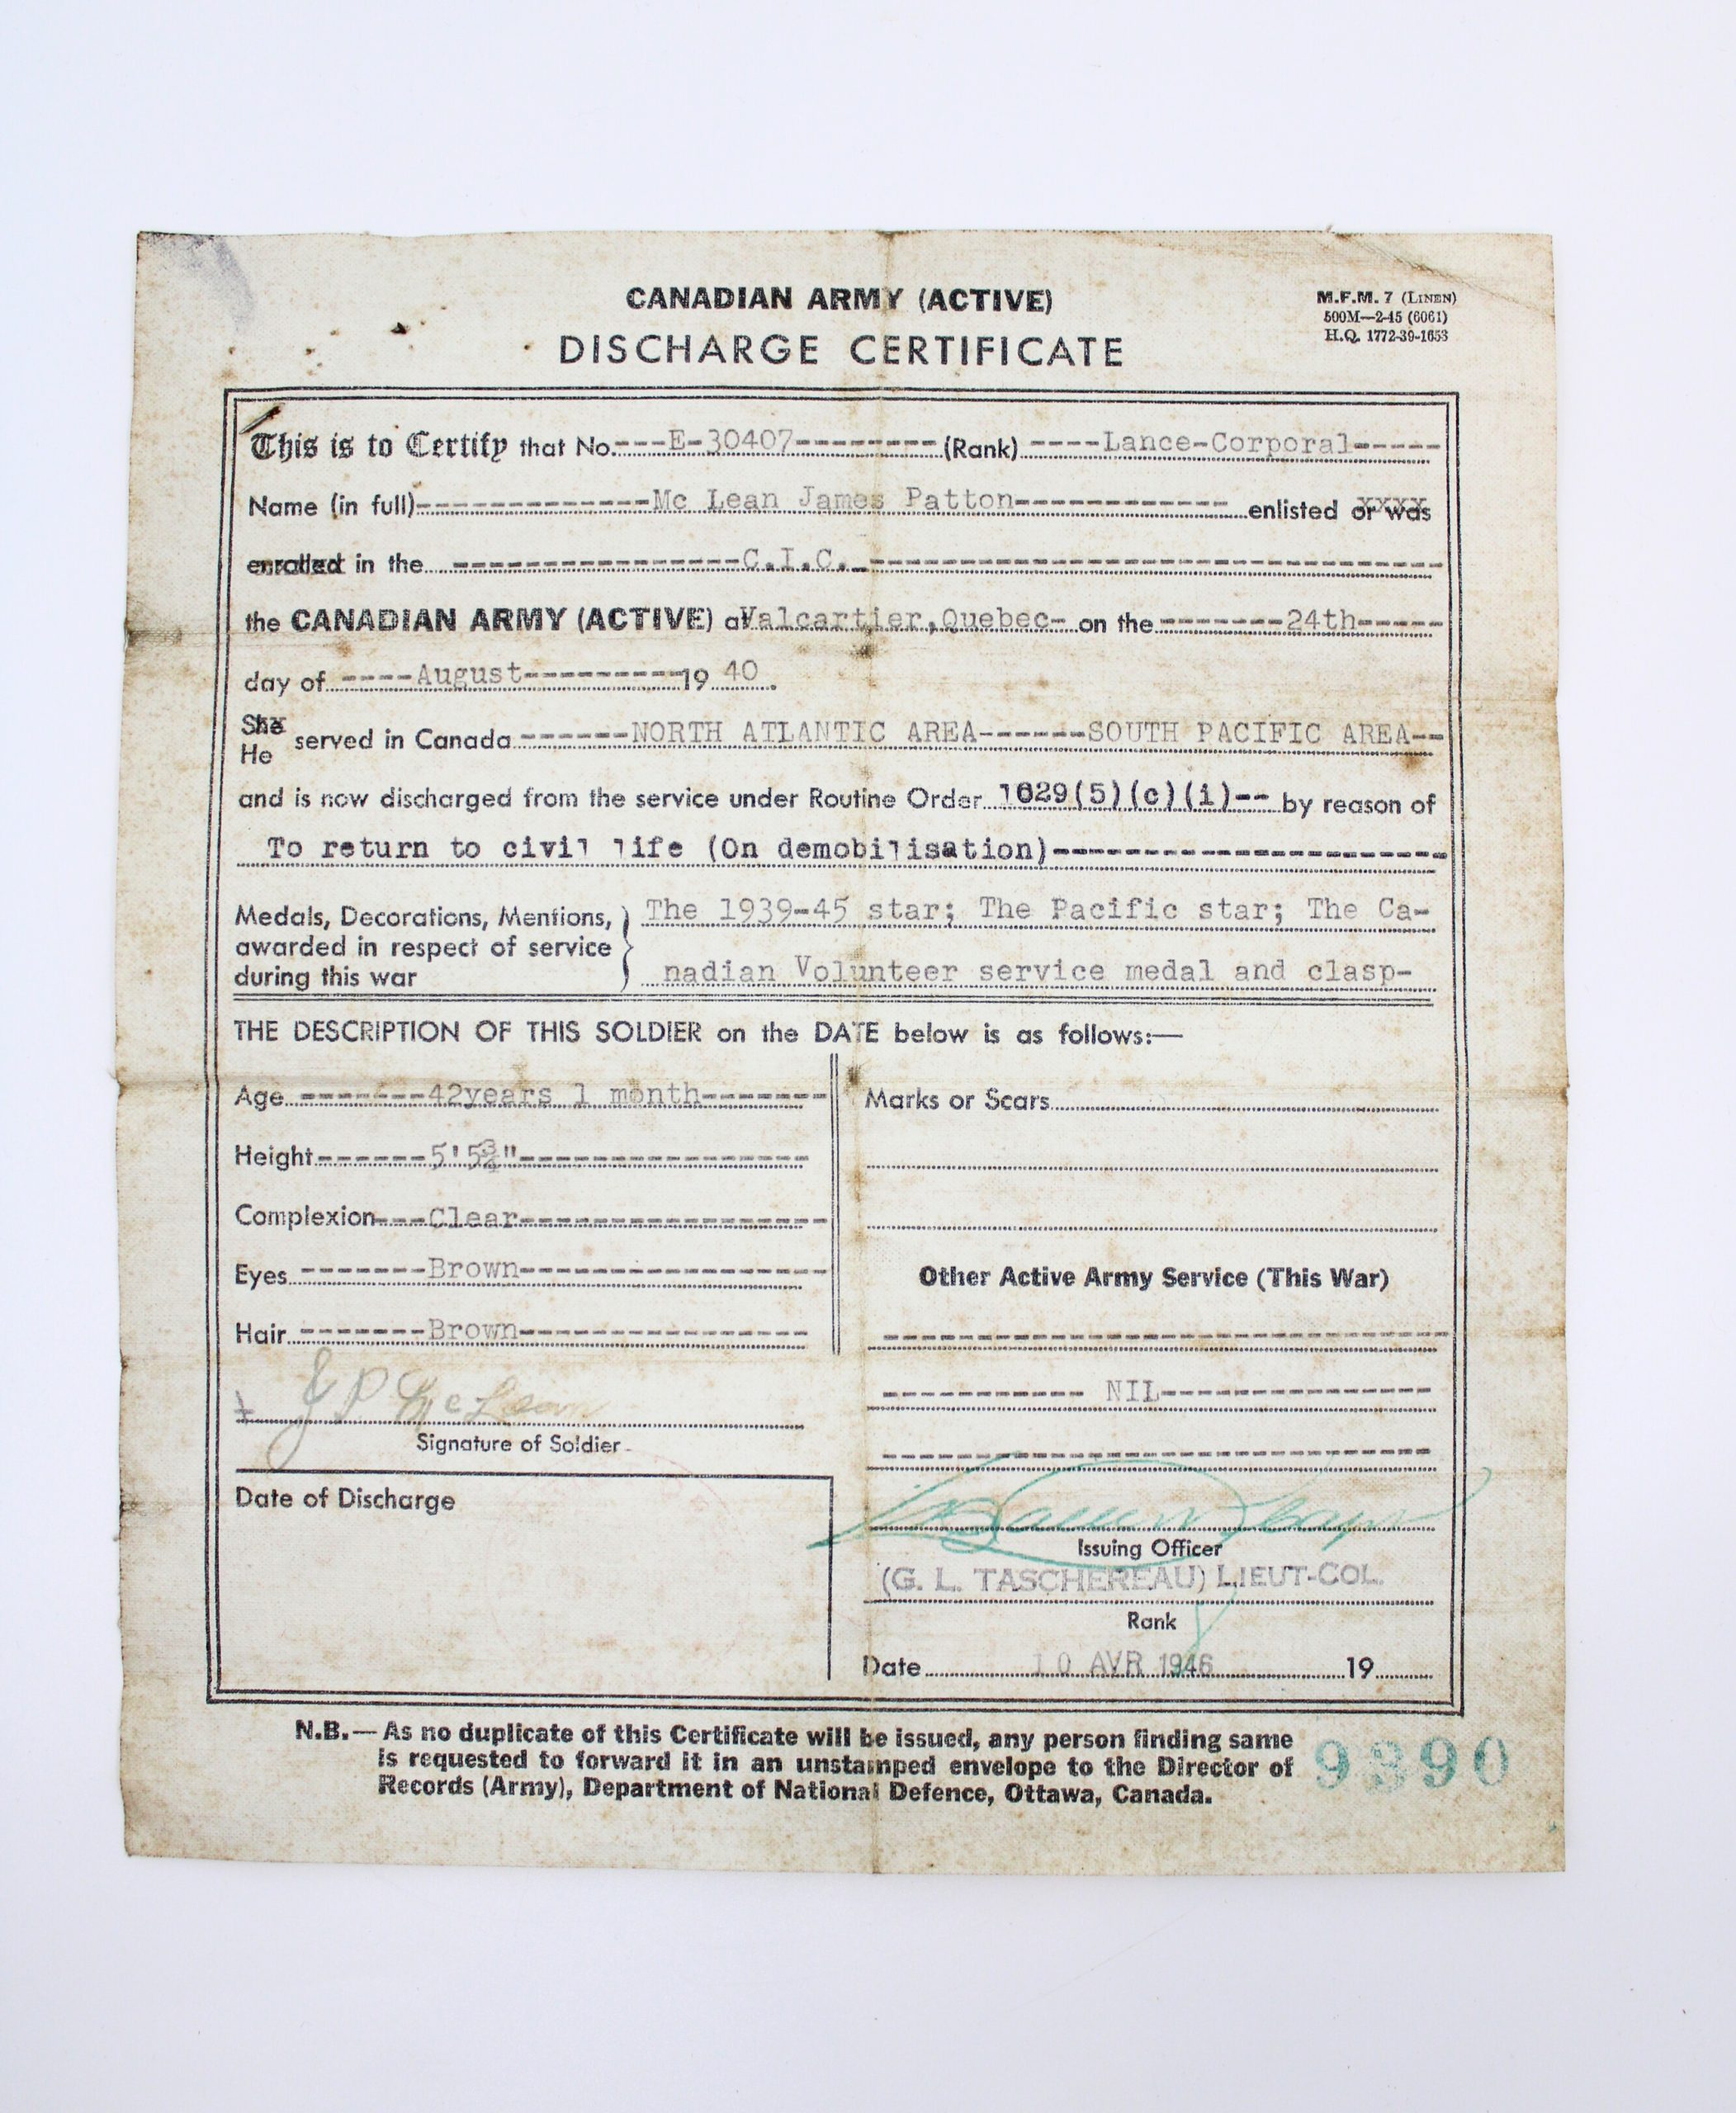 CANADIAN ARMY (ACTIVE)
DISCHARGE CERTIFICATE
M.F.M. 7 (LINEN)
500M—2-45 (6061)
H.Q. 1772-39-1653
This is to Certify that No.---E-30407--------(Rank)----Lance-Corporal-----
Name (in full)-------------Mc Lean James Patton------------enlisted or was
enrolled in the-----------------C.I.C.-------------------------------
the CANADIAN ARMY (ACTIVE) at Valcartier,Quebec- on the-------24th-----
day of----August---------19 40.
She
He served in Canada------NORTH ATLANTIC AREA------SOUTH PACIFIC AREA--
and is now discharged from the service under Routine Order 1029(5)(c)(i)-- by reason of
To return to civil life (On demobilisation)-----------------------
Medals, Decorations, Mentions, awarded in respect of service during this war
The 1939-45 star; The Pacific star; The Ca-
nadian Volunteer service medal and clasp-
THE DESCRIPTION OF THIS SOLDIER on the DATE below is as follows:—
Age-------42years 1 month-------
Height------5'5¾"----------------
Complexion---Clear-----------------
Eyes-------Brown-----------------
Hair-------Brown----------------
J P McLean
Signature of Soldier
Date of Discharge
Marks or Scars
Other Active Army Service (This War)
----------- NIL---------------
Issuing Officer
(G. L. TASCHEREAU) LIEUT-COL.
Rank
Date 10 AVR 1946 19
N.B.—As no duplicate of this Certificate will be issued, any person finding same
is requested to forward it in an unstamped envelope to the Director of
Records (Army), Department of National Defence, Ottawa, Canada.
9390